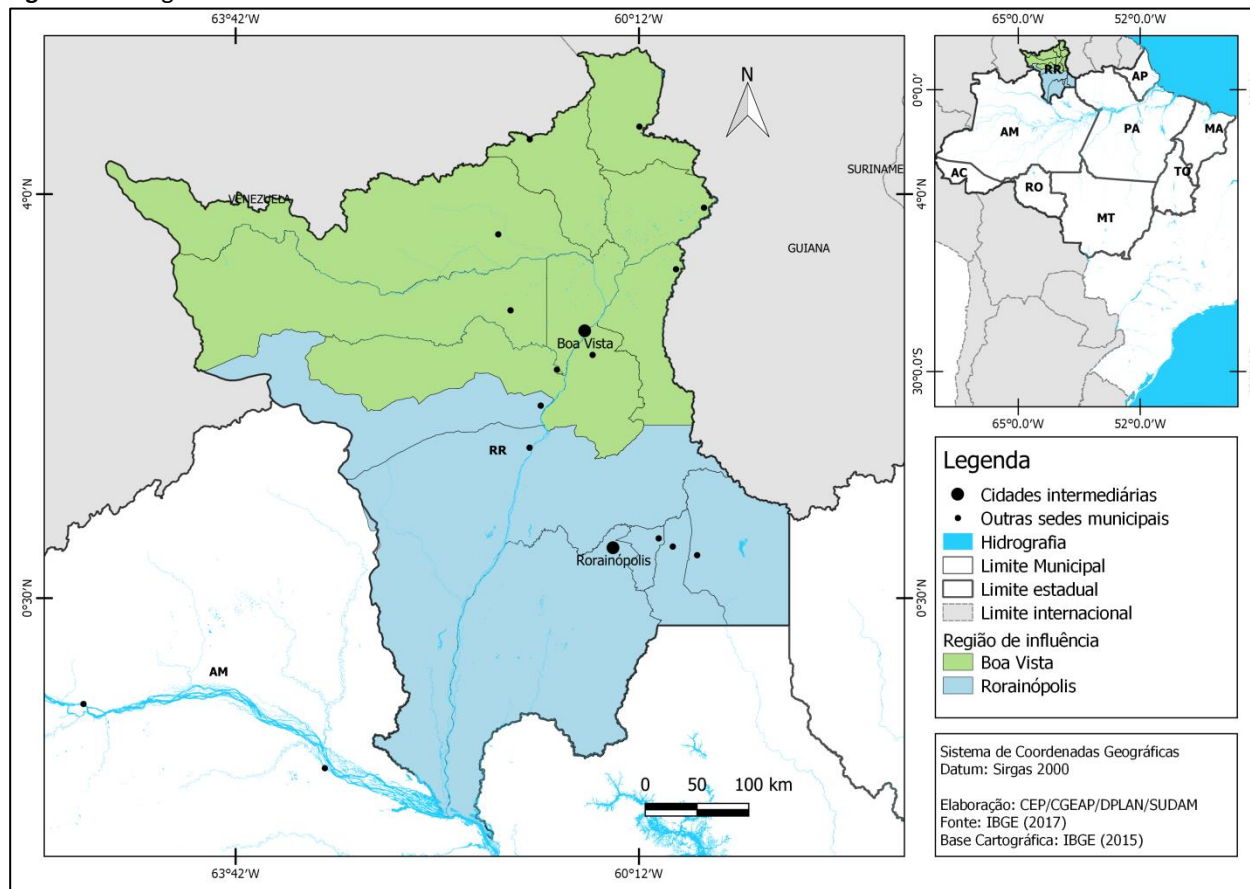 63°42'W
60°12'W
65°0.0'W
52°0.0'W
N
RR
AP
0°0.0'
AM
PA
MA
SURINAME
AC
RO
TO
MT
4°0'N
4°0'N
4°0'N
VENEZUELA
GUIANA
Boa Vista
30°0.0'S
RR
65°0.0'W
52°0.0'W
Legenda
Cidades intermediárias
Outras sedes municipais
Hidrografia
Limite Municipal
Limite estadual
Limite internacional
Região de influência
Boa Vista
Rorainópolis
Rorainópolis
0°30'N
0°30'N
AM
0 50 100 km
Sistema de Coordenadas Geográficas
Datum: Sirgas 2000
Elaboração: CEP/CGEAP/DPLAN/SUDAM
Fonte: IBGE (2017)
Base Cartográfica: IBGE (2015)
63°42'W
60°12'W